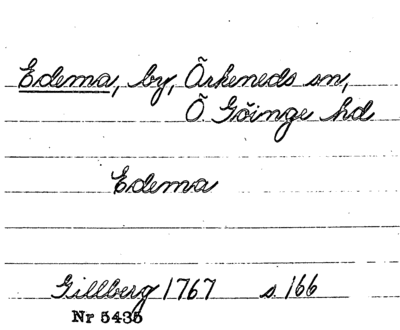 Edema, by, Örkeneds sn,
Ö. Göinge hd
Edema
Gillberg 1767 s. 166
Nr 5435